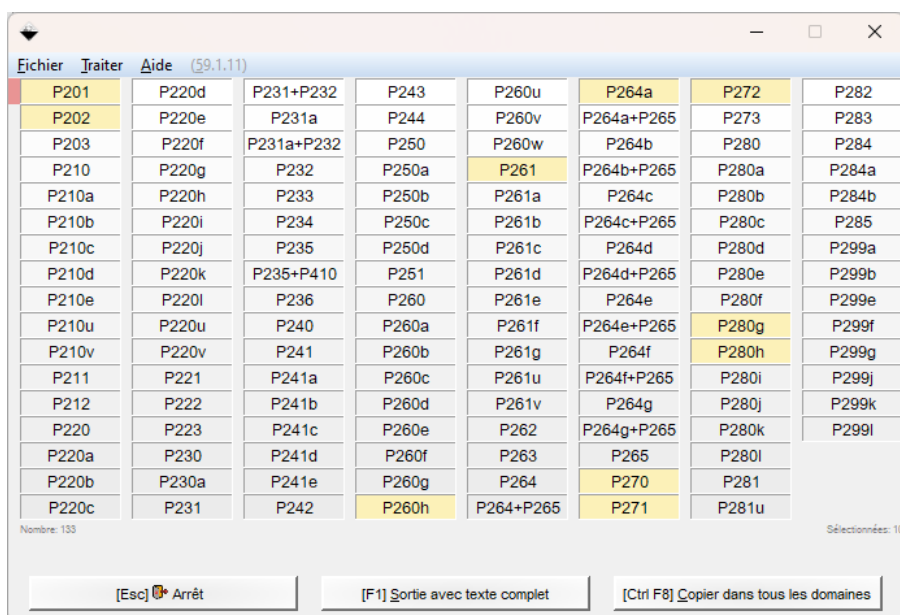 Fichier Traiter Aide (59.1.11)
P201 P220d P231+P232 P243 P260u P264a P272 P282
P202 P220e P231a P244 P260v P264a+P265 P273 P283
P203 P220f P231a+P232 P250 P260w P264b P280 P284
P210 P220g P232 P250a P261 P264b+P265 P280a P284a
P210a P220h P233 P250b P261a P264c P280b P284b
P210b P220i P234 P250c P261b P264c+P265 P280c P285
P210c P220j P235 P250d P261c P264d P280d P299a
P210d P220k P235+P410 P251 P261d P264d+P265 P280e P299b
P210e P220l P236 P260 P261e P264e P280f P299e
P210u P220u P240 P260a P261f P264e+P265 P280g P299f
P210v P220v P241 P260b P261g P264f P280h P299g
P211 P221 P241a P260c P261u P264f+P265 P280i P299j
P212 P222 P241b P260d P261v P264g P280j P299k
P220 P223 P241c P260e P262 P264g+P265 P280k P299l
P220a P230 P241d P260f P263 P265 P280l
P220b P230a P241e P260g P264 P270 P281
P220c P231 P242 P260h P264+P265 P271 P281u
Nombre: 133 Sélectionnées: 10
[Esc] Arrêt [F1] Sortie avec texte complet [Ctrl F8] Copier dans tous les domaines